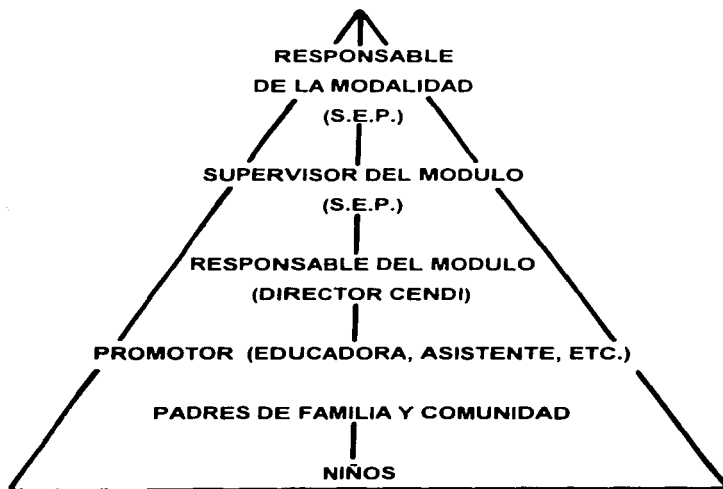 RESPONSABLE
DE LA MODALIDAD
(S.E.P.)
SUPERVISOR DEL MODULO
(S.E.P.)
RESPONSABLE DEL MODULO
(DIRECTOR CENDI)
PROMOTOR (EDUCADORA, ASISTENTE, ETC.)
PADRES DE FAMILIA Y COMUNIDAD
NIÑOS